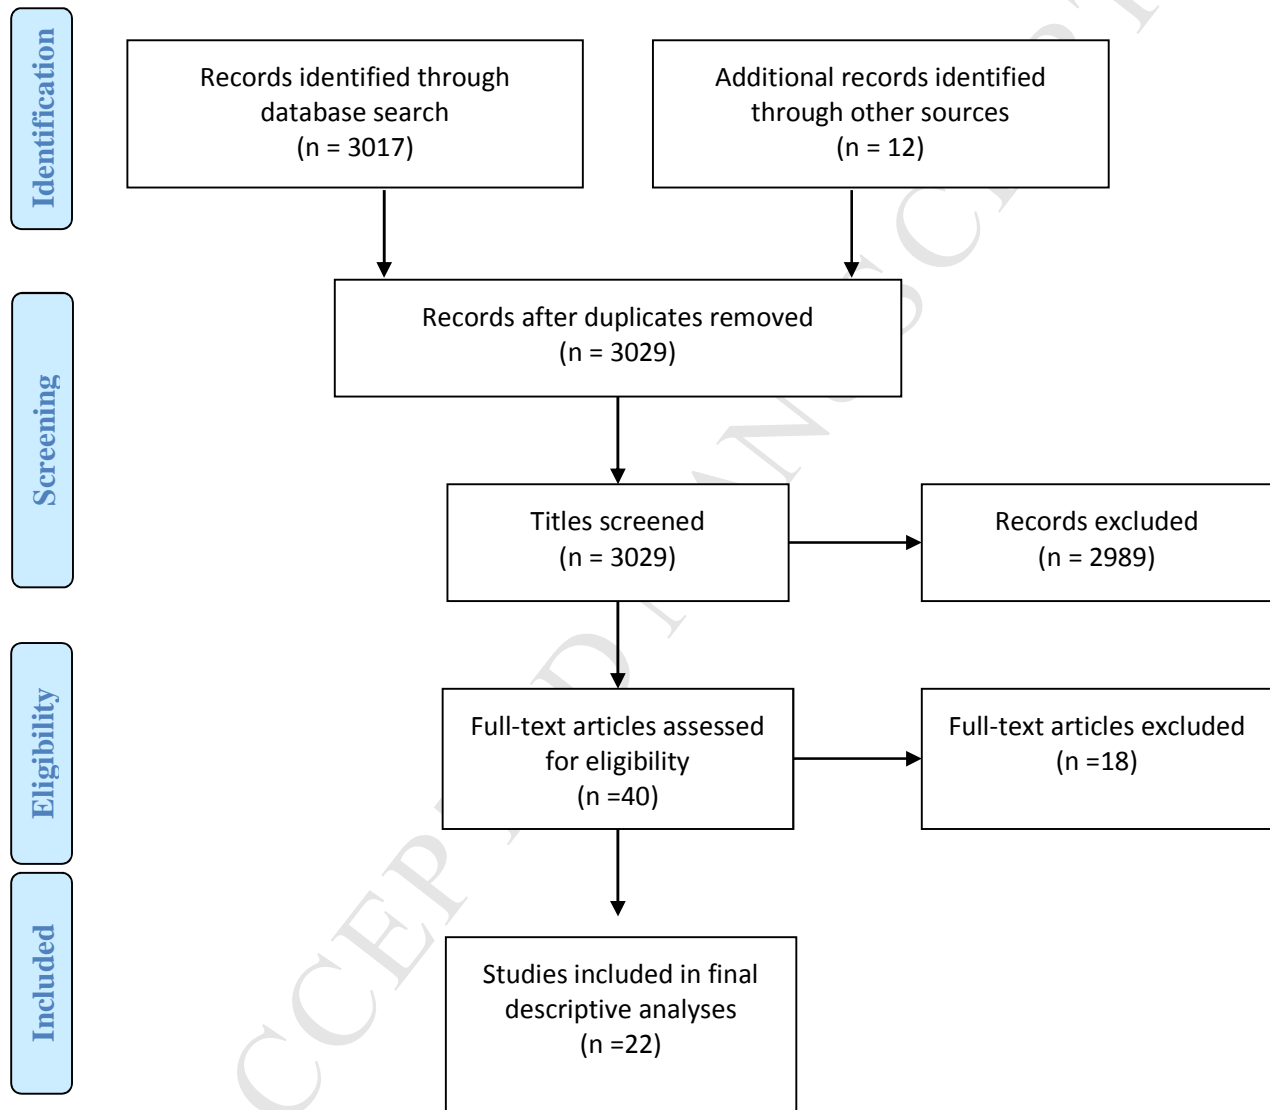 Identification
Records identified through
database search
(n = 3017)
Additional records identified
through other sources
(n = 12)
Screening
Records after duplicates removed
(n = 3029)
Titles screened
(n = 3029)
Records excluded
(n = 2989)
Eligibility
Full-text articles assessed
for eligibility
(n =40)
Full-text articles excluded
(n =18)
Included
Studies included in final
descriptive analyses
(n =22)